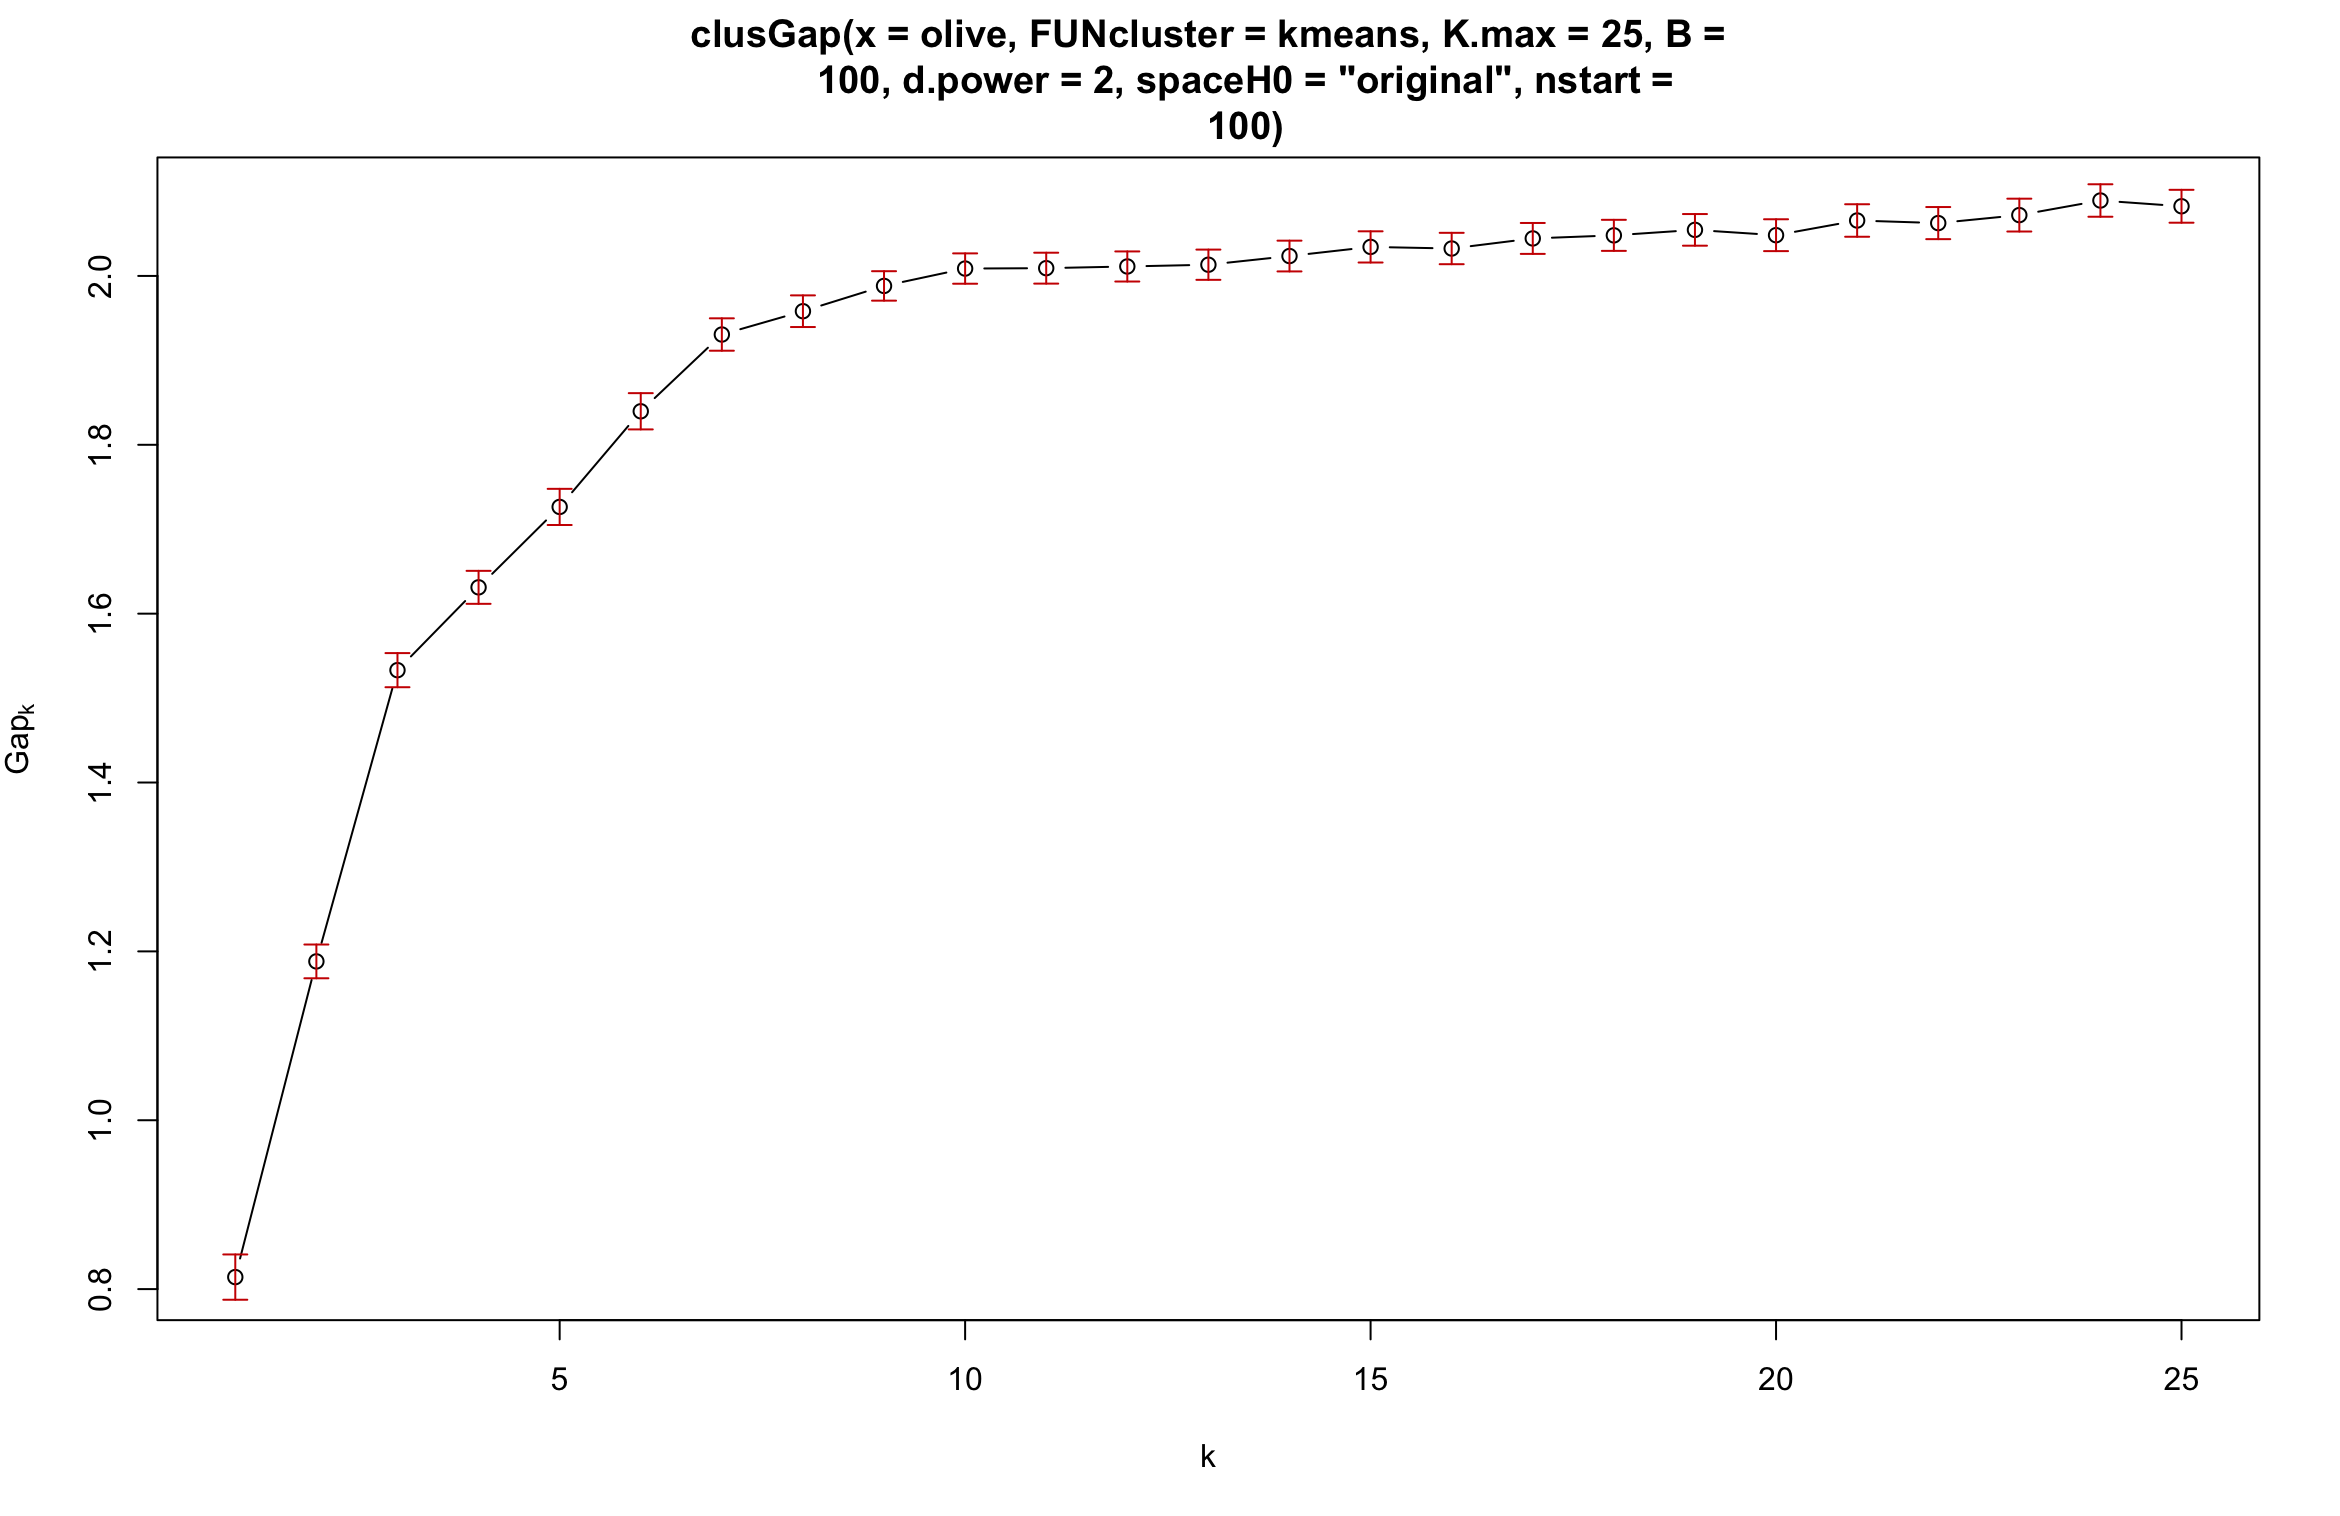 clusGap(x = olive, FUNcluster = kmeans, K.max = 25, B =
100, d.power = 2, spaceH0 = "original", nstart =
100)
2.0
1.8
1.6
1.4
1.2
1.0
0.8
Gapk
5 10 15 20 25
k